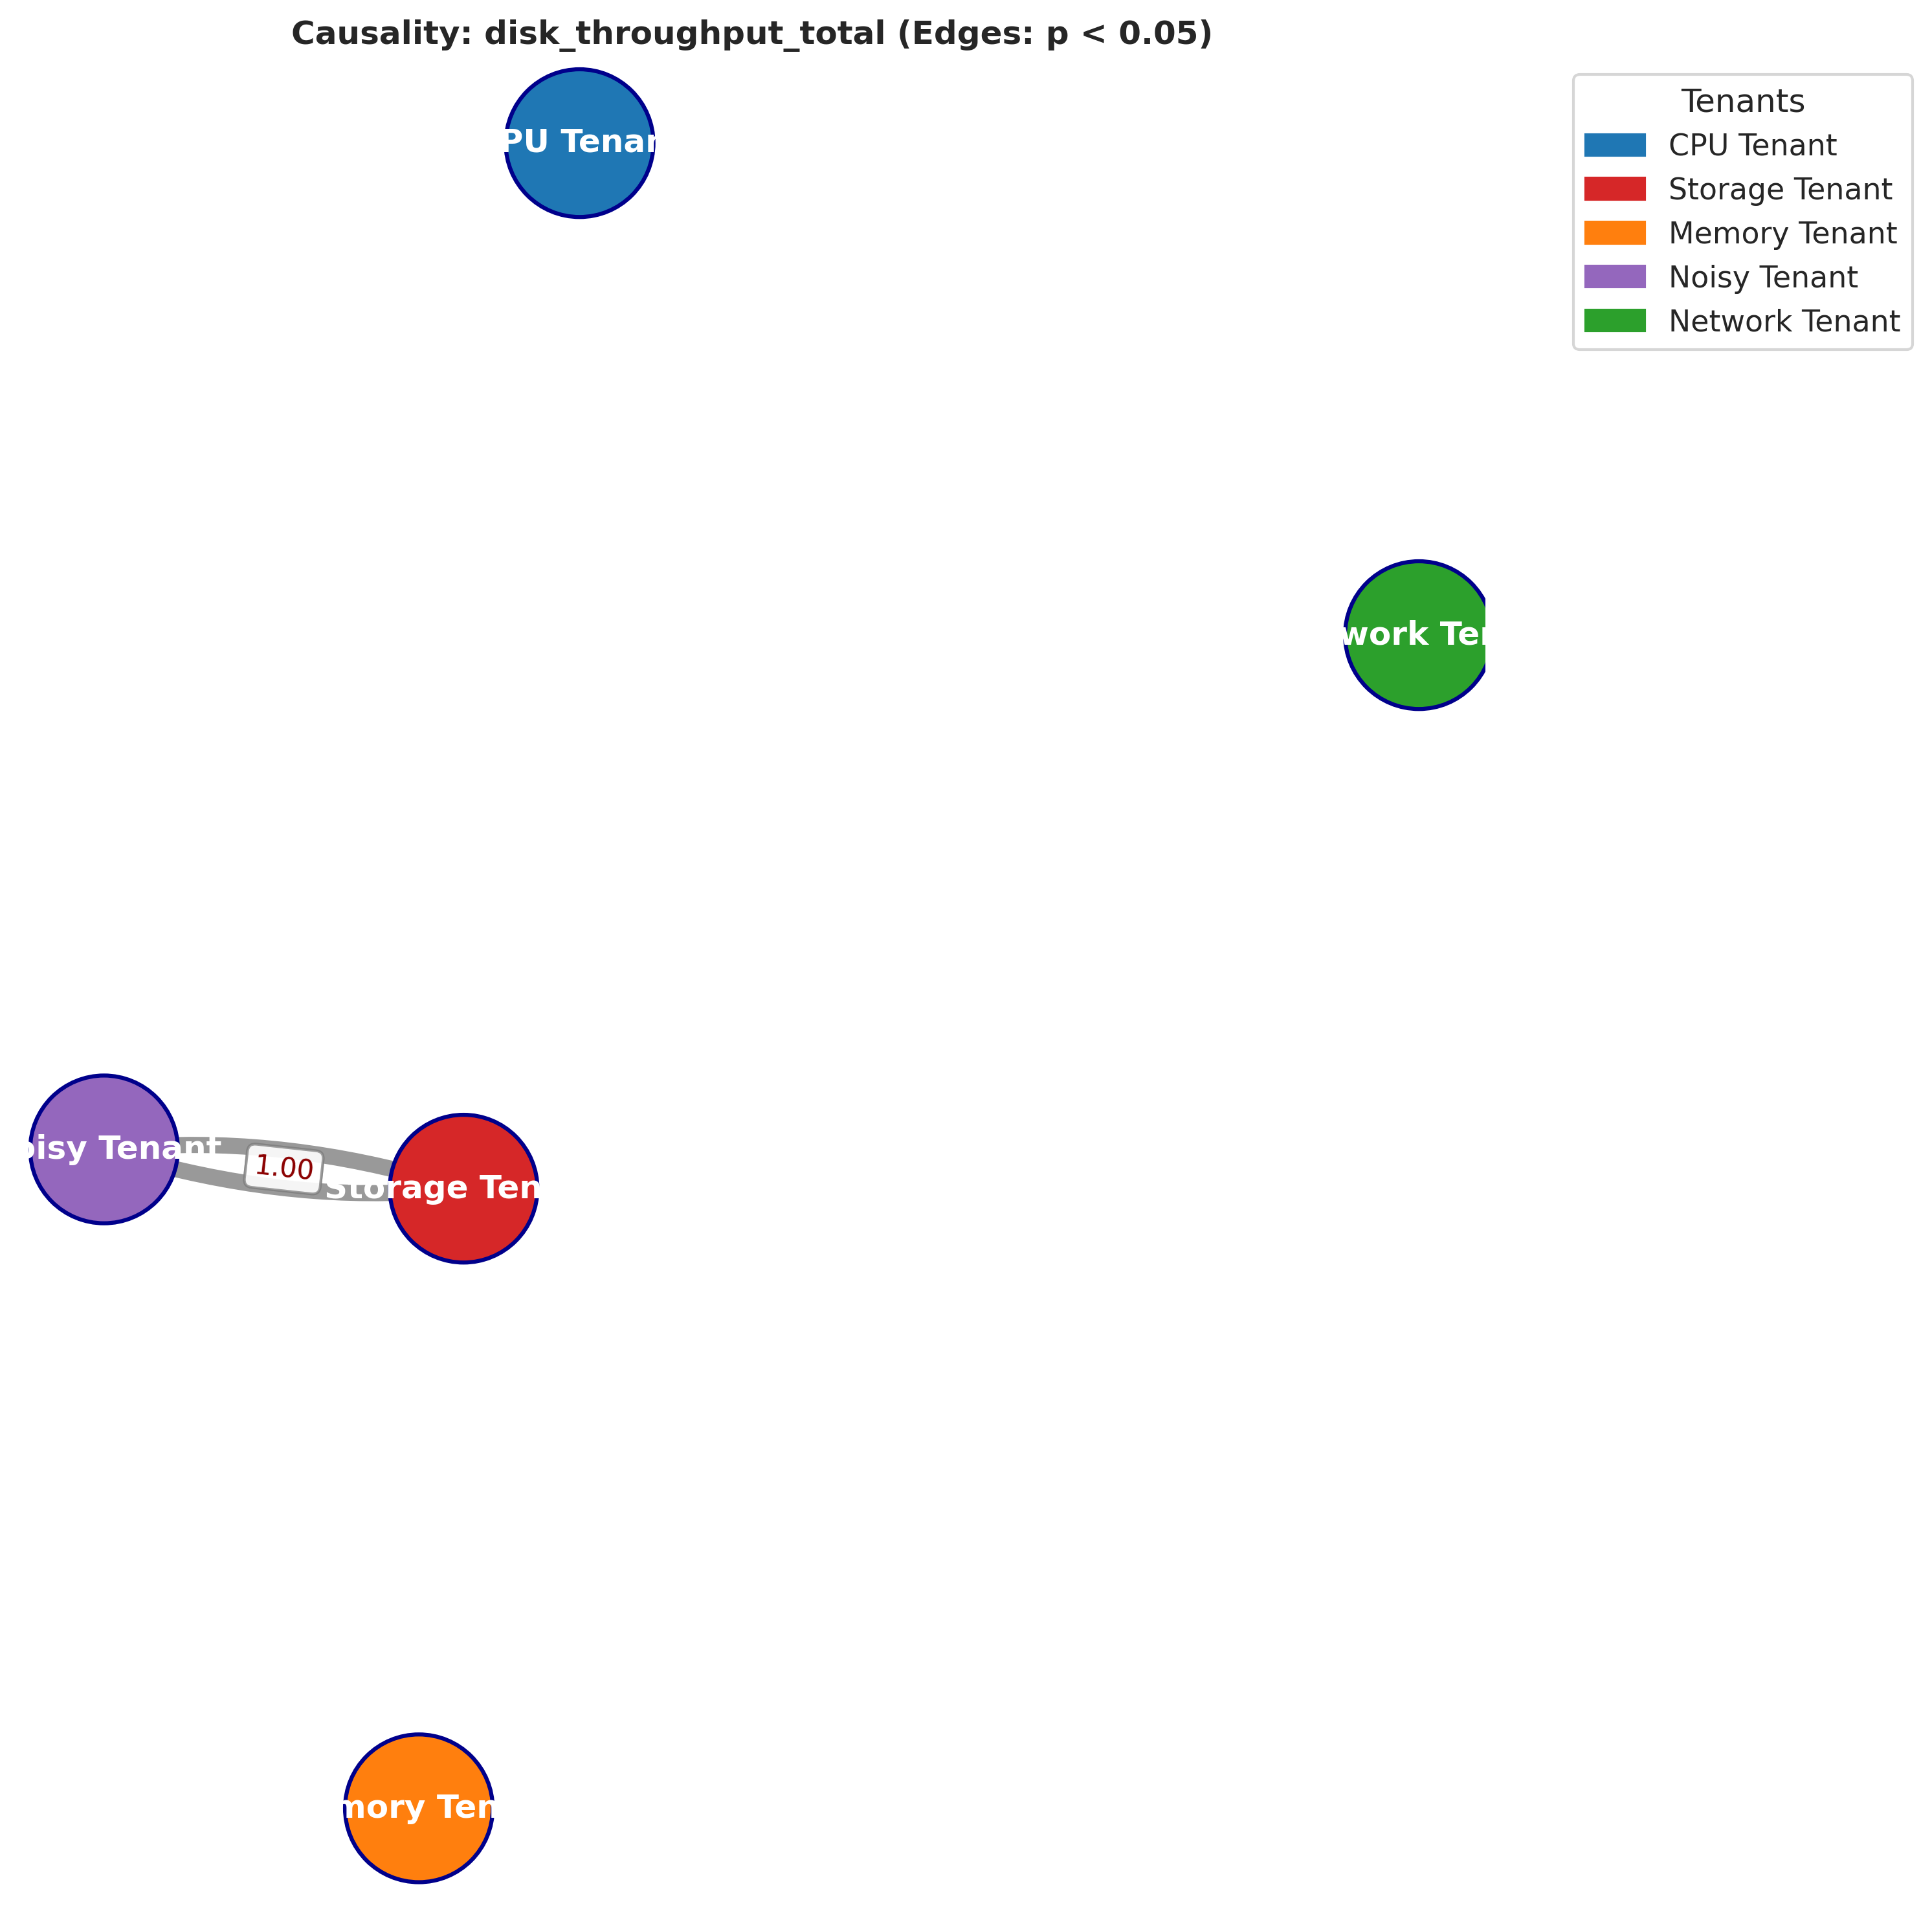 Causality: disk_throughput_total (Edges: p < 0.05)
Tenants
CPU Tenant
Storage Tenant
Memory Tenant
Noisy Tenant
Network Tenant
PU Tenan
work Ten
oisy Tenant
1.00
Storage Ten
mory Ten